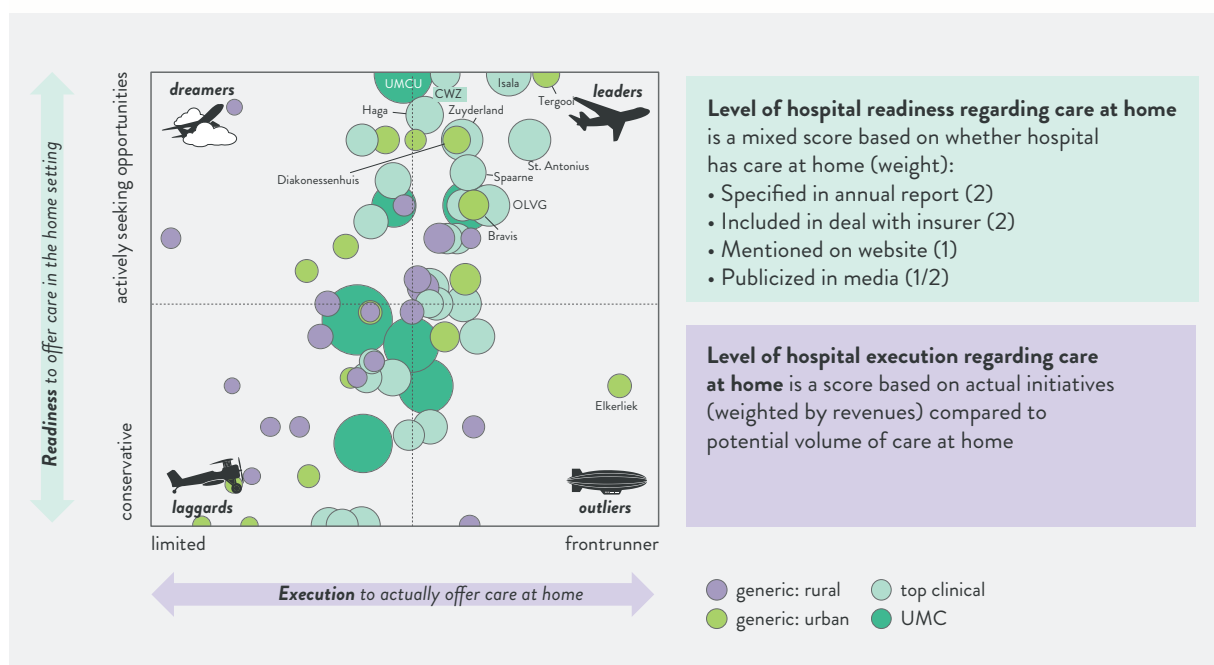 Readiness to offer care in the home setting
actively seeking opportunities
conservative
dreamers
leaders
laggards
outliers
UMCU
CWZ
Isala
Tergooi
Haga
Zuyderland
Diakonessenhuis
St. Antonius
Spaarne
OLVG
Bravis
Elkerliek
limited
frontrunner
Execution to actually offer care at home
Level of hospital readiness regarding care at home
is a mixed score based on whether hospital
has care at home (weight):
• Specified in annual report (2)
• Included in deal with insurer (2)
• Mentioned on website (1)
• Publicized in media (1/2)
Level of hospital execution regarding care
at home is a score based on actual initiatives
(weighted by revenues) compared to
potential volume of care at home
generic: rural
top clinical
generic: urban
UMC